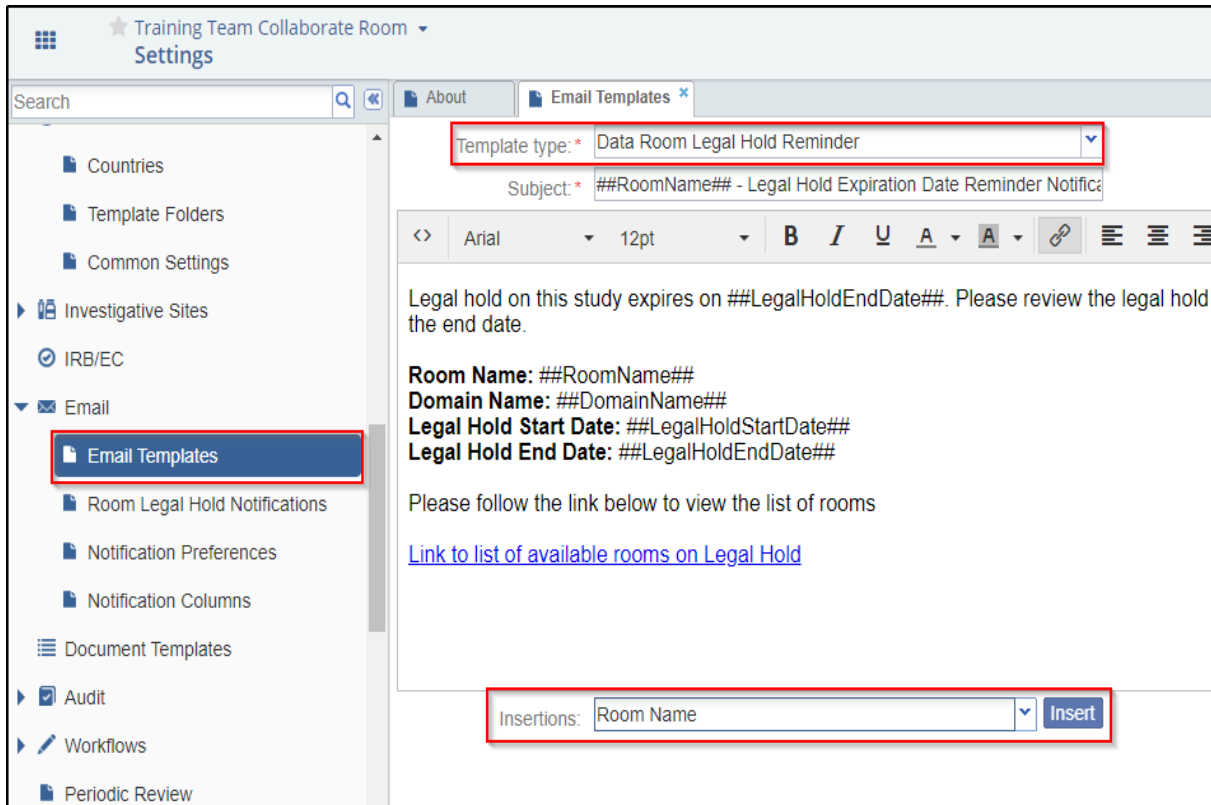 Training Team Collaborate Room
Settings
Search
Countries
Template Folders
Common Settings
Investigative Sites
IRB/EC
Email
Email Templates
Room Legal Hold Notifications
Notification Preferences
Notification Columns
Document Templates
Audit
Workflows
Periodic Review
About
Email Templates
Template type:* Data Room Legal Hold Reminder
Subject:* ##RoomName## - Legal Hold Expiration Date Reminder
<> Arial 12pt B I U A A
Legal hold on this study expires on ##LegalHoldEndDate##. Please review the legal hold
the end date.
Room Name: ##RoomName##
Domain Name: ##DomainName##
Legal Hold Start Date: ##LegalHoldStartDate##
Legal Hold End Date: ##LegalHoldEndDate##
Please follow the link below to view the list of rooms
Link to list of available rooms on Legal Hold
Insertions: Room Name Insert